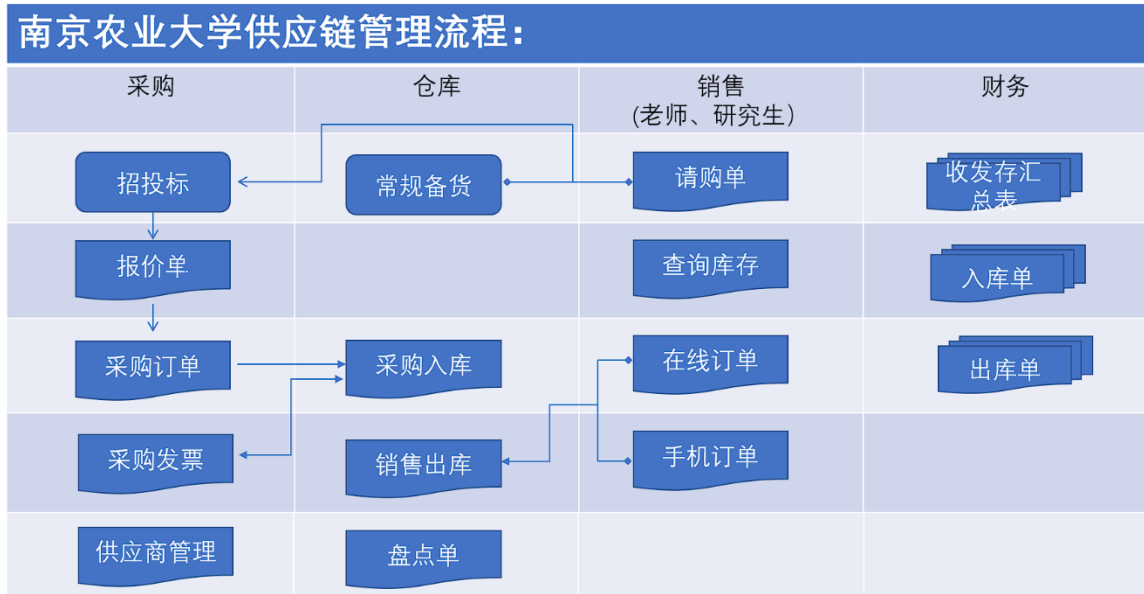 南京农业大学供应链管理流程：
采购
仓库
销售
(老师、研究生）
财务
招投标
常规备货
请购单
收发存汇
总表
报价单
查询库存
入库单
采购订单
采购入库
在线订单
出库单
采购发票
销售出库
手机订单
供应商管理
盘点单